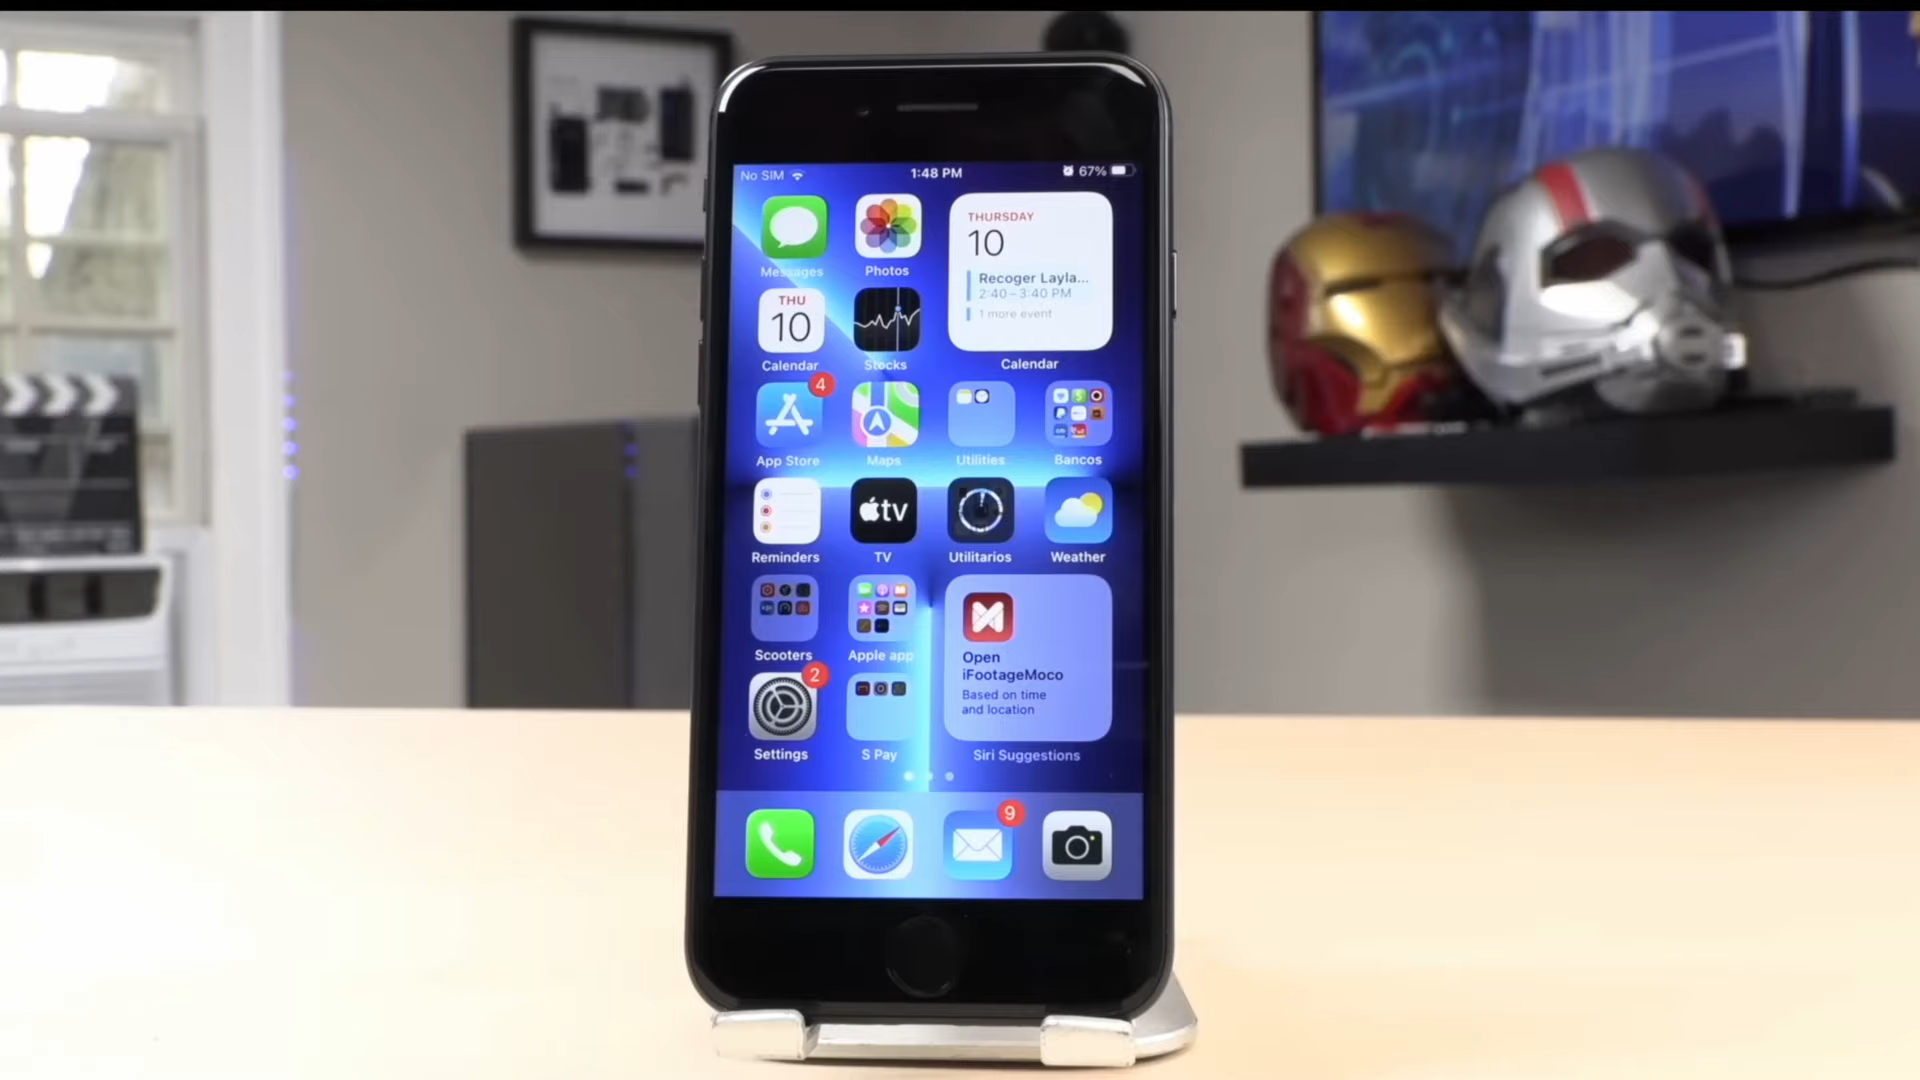 No SIM
1:48 PM
67%
Messages
Photos
THURSDAY
10
Recoger Layla...
2:40–3:40 PM
1 more event
THU
10
Calendar
Stocks
Calendar
4
App Store
Maps
Utilities
Bancos
Reminders
tv
TV
Utilitarios
Weather
Open
iFootageMoco
Based on time
and location
Scooters
Apple app
2
Settings
S Pay
Siri Suggestions
9